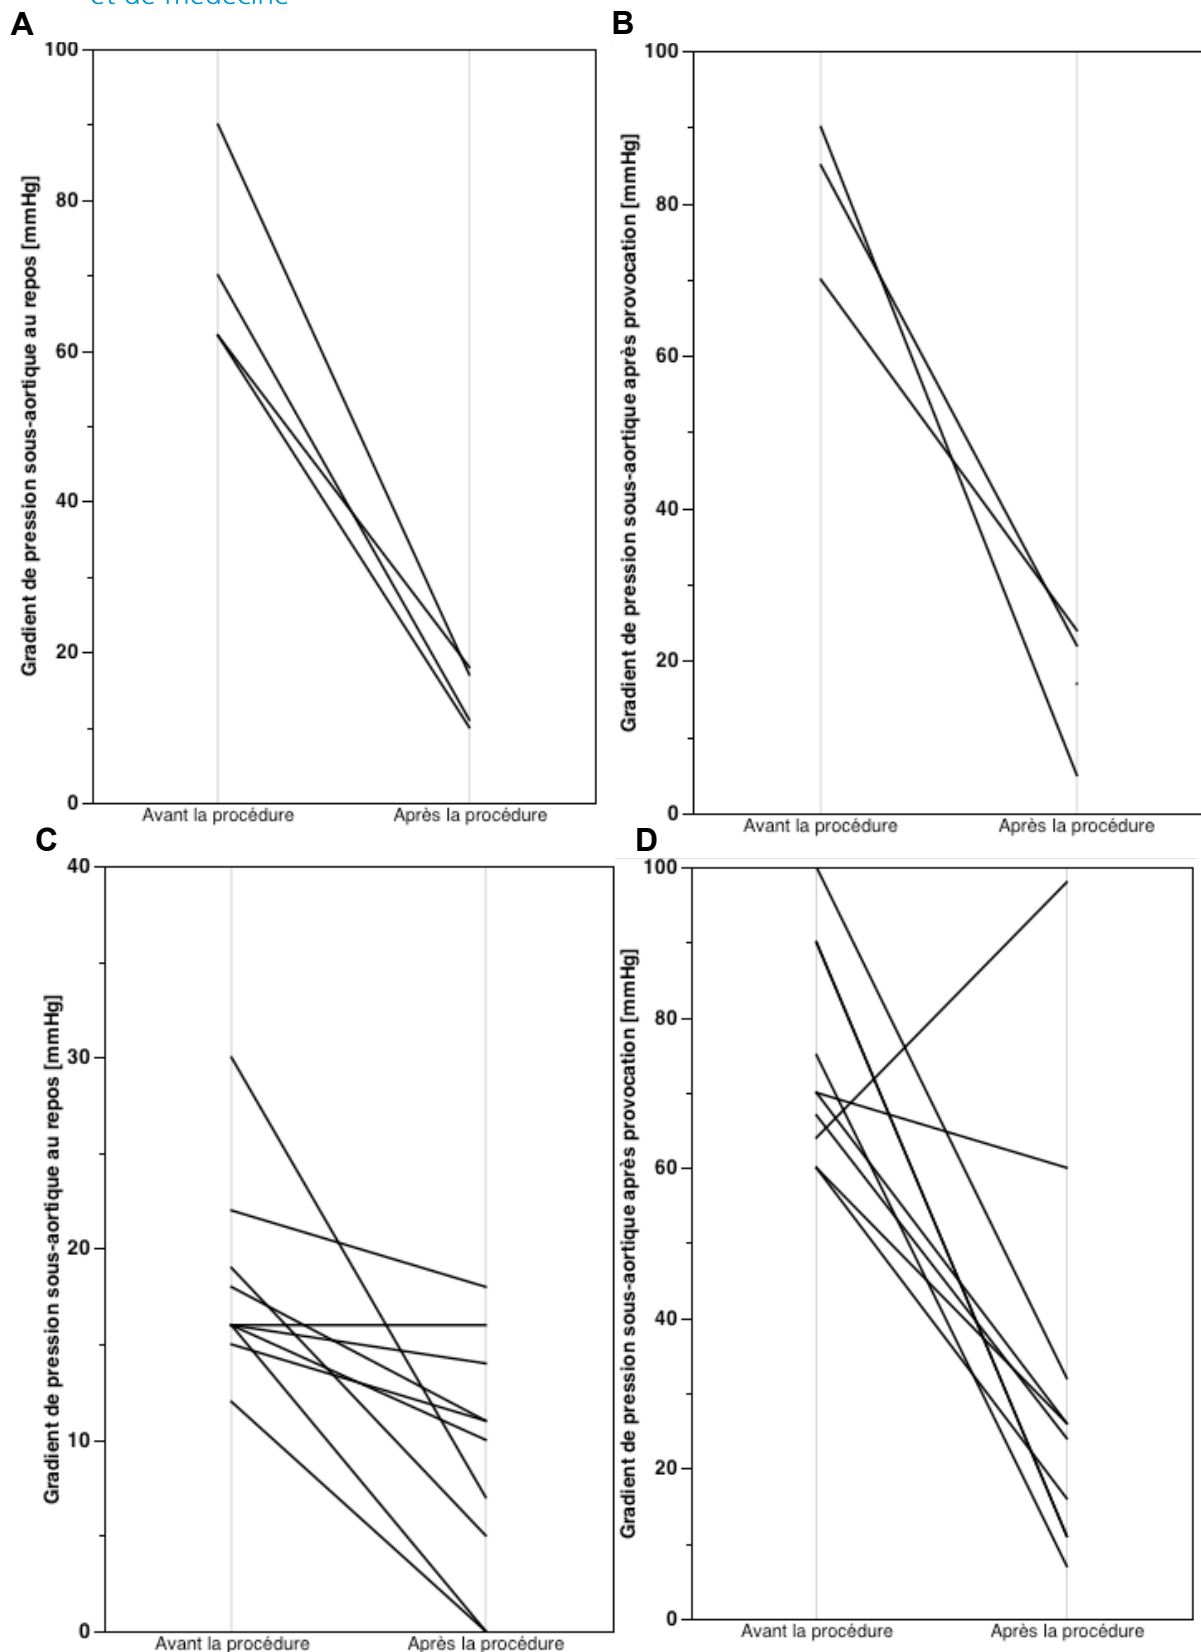 et de médecine
A
Gradient de pression sous-aortique au repos [mmHg]
100
80
60
40
20
0
Avant la procédure
Après la procédure
B
Gradient de pression sous-aortique après provocation [mmHg]
100
80
60
40
20
0
Avant la procédure
Après la procédure
C
Gradient de pression sous-aortique au repos [mmHg]
40
30
20
10
0
Avant la procédure
Après la procédure
D
Gradient de pression sous-aortique après provocation [mmHg]
100
80
60
40
20
0
Avant la procédure
Après la procédure